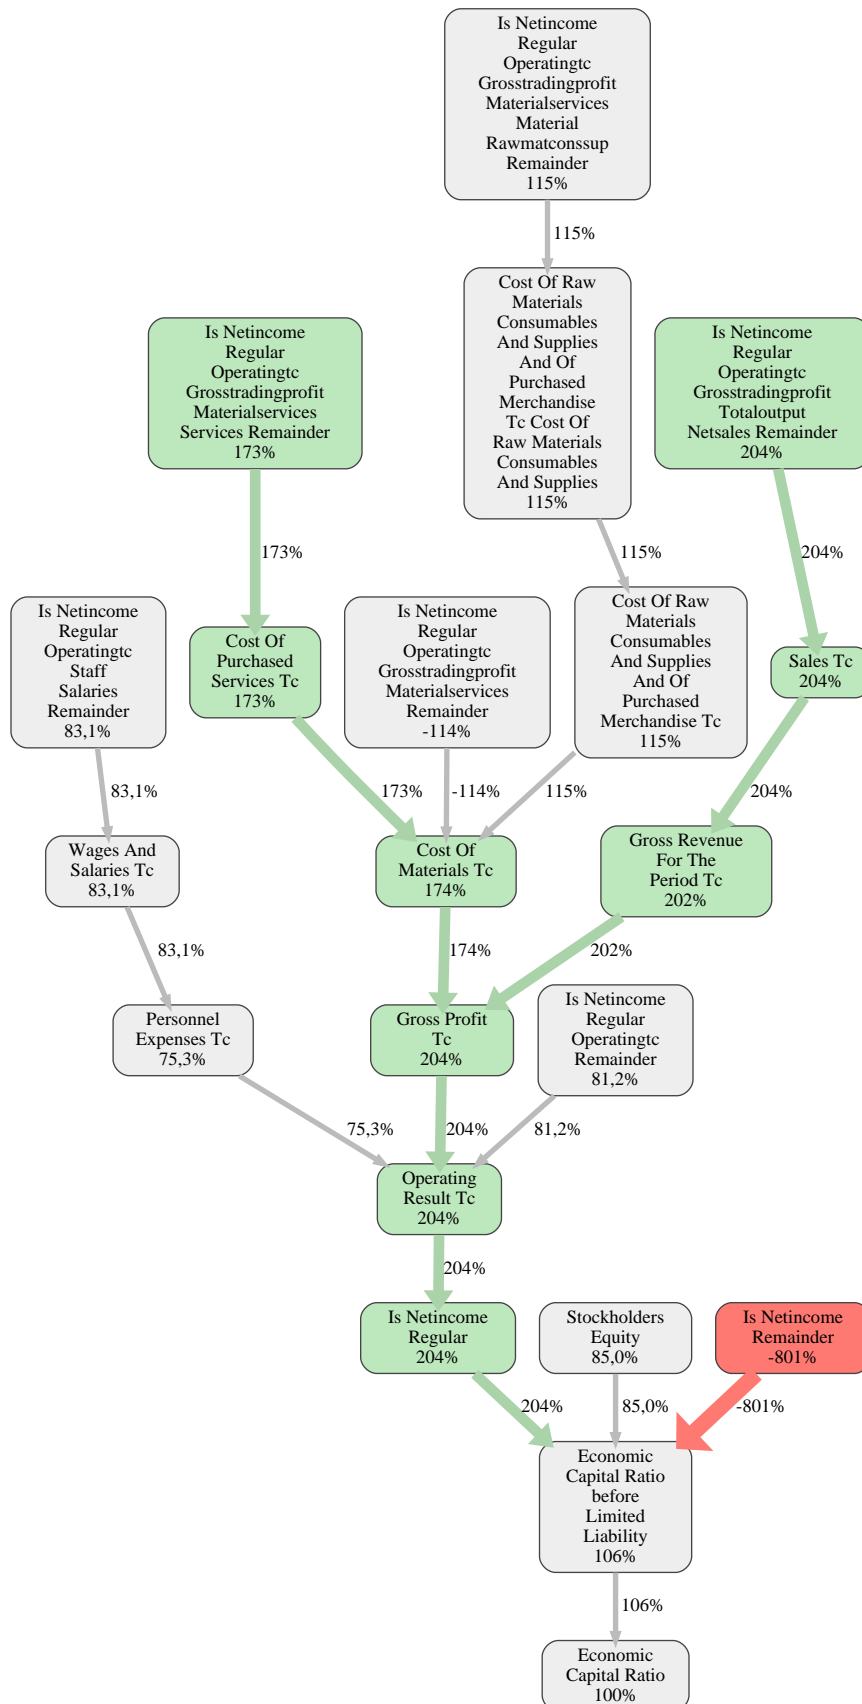 Is Netincome
Regular
Operatingtc
Grosstradingprofit
Materialservices
Material
Rawmatconssup
Remainder
115%
115%
Cost Of Raw
Materials
Consumables
And Supplies
And Of
Purchased
Merchandise
Tc Cost Of
Raw Materials
Consumables
And Supplies
115%
Is Netincome
Regular
Operatingtc
Grosstradingprofit
Materialservices
Services Remainder
173%
Is Netincome
Regular
Operatingtc
Grosstradingprofit
Totaloutput
Netsales Remainder
204%
173%
115%
204%
Is Netincome
Regular
Operatingtc
Staff
Salaries
Remainder
83,1%
Cost Of
Purchased
Services Tc
173%
Is Netincome
Regular
Operatingtc
Grosstradingprofit
Materialservices
Remainder
-114%
Cost Of Raw
Materials
Consumables
And Supplies
And Of
Purchased
Merchandise Tc
115%
Sales Tc
204%
83,1%
173%
-114%
115%
204%
Wages And
Salaries Tc
83,1%
Cost Of
Materials Tc
174%
Gross Revenue
For The
Period Tc
202%
83,1%
174%
202%
Personnel
Expenses Tc
75,3%
Gross Profit
Tc
204%
Is Netincome
Regular
Operatingtc
Remainder
81,2%
75,3%
204%
81,2%
Operating
Result Tc
204%
204%
Is Netincome
Regular
204%
Stockholders
Equity
85,0%
Is Netincome
Remainder
-801%
204%
85,0%
-801%
Economic
Capital Ratio
before
Limited
Liability
106%
106%
Economic
Capital Ratio
100%